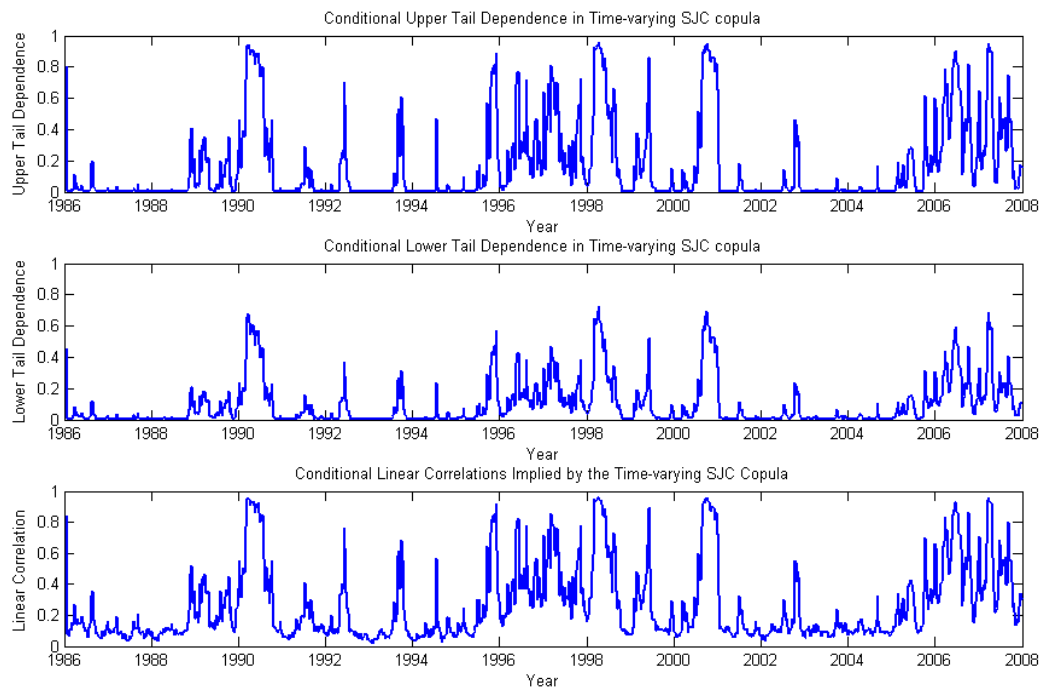 Conditional Upper Tail Dependence in Time-varying SJC copula
Upper Tail Dependence
1
0.8
0.6
0.4
0.2
0
1986 1988 1990 1992 1994 1996 1998 2000 2002 2004 2006 2008
Year
Conditional Lower Tail Dependence in Time-varying SJC copula
Lower Tail Dependence
1
0.8
0.6
0.4
0.2
0
1986 1988 1990 1992 1994 1996 1998 2000 2002 2004 2006 2008
Year
Conditional Linear Correlations Implied by the Time-varying SJC Copula
Linear Correlation
1
0.8
0.6
0.4
0.2
0
1986 1988 1990 1992 1994 1996 1998 2000 2002 2004 2006 2008
Year